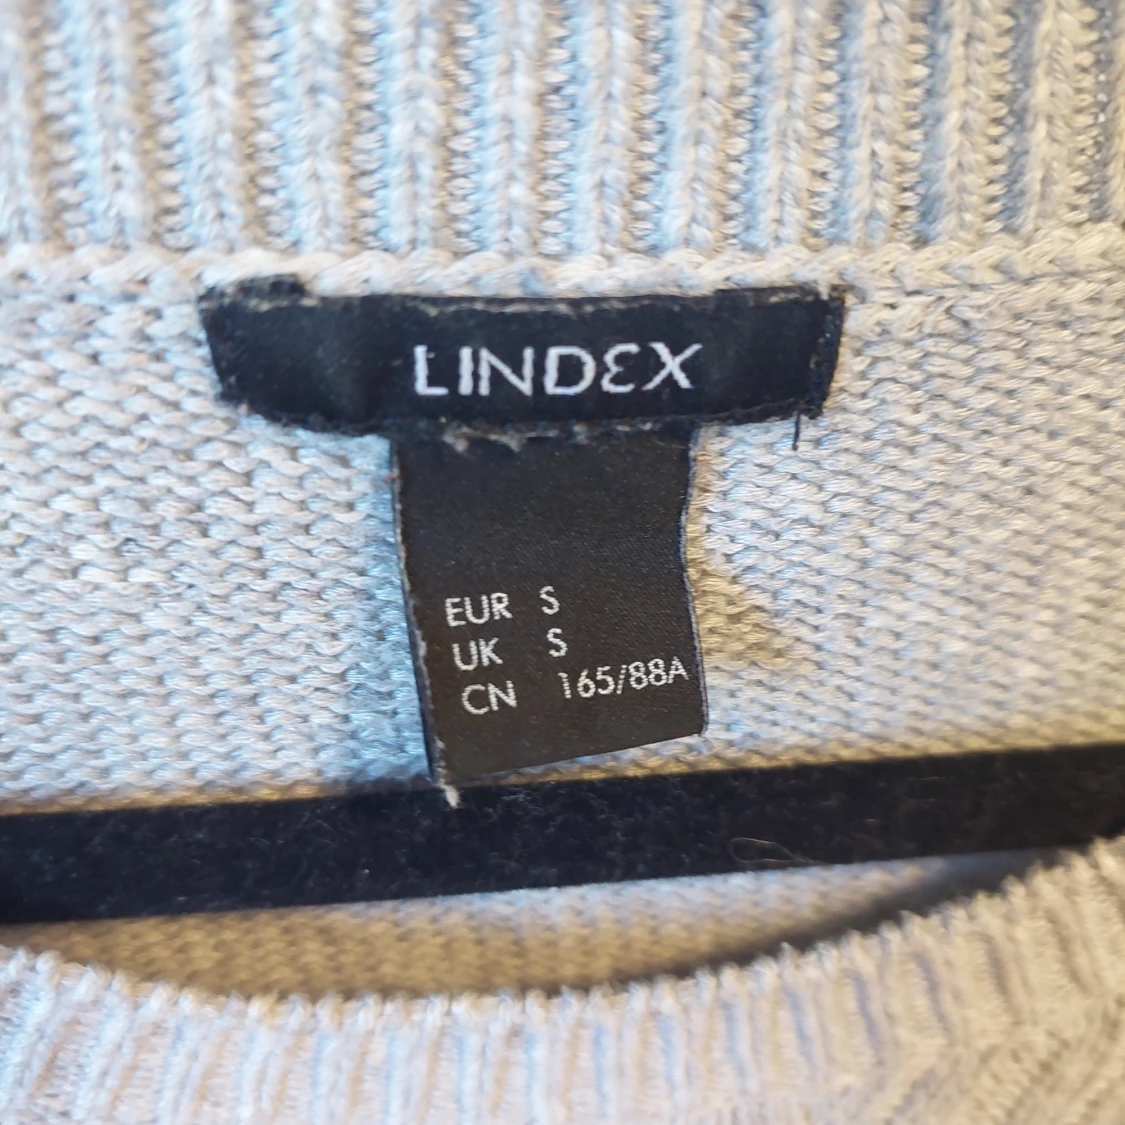 LINDEX
EUR S
UK S
CN 165/88A